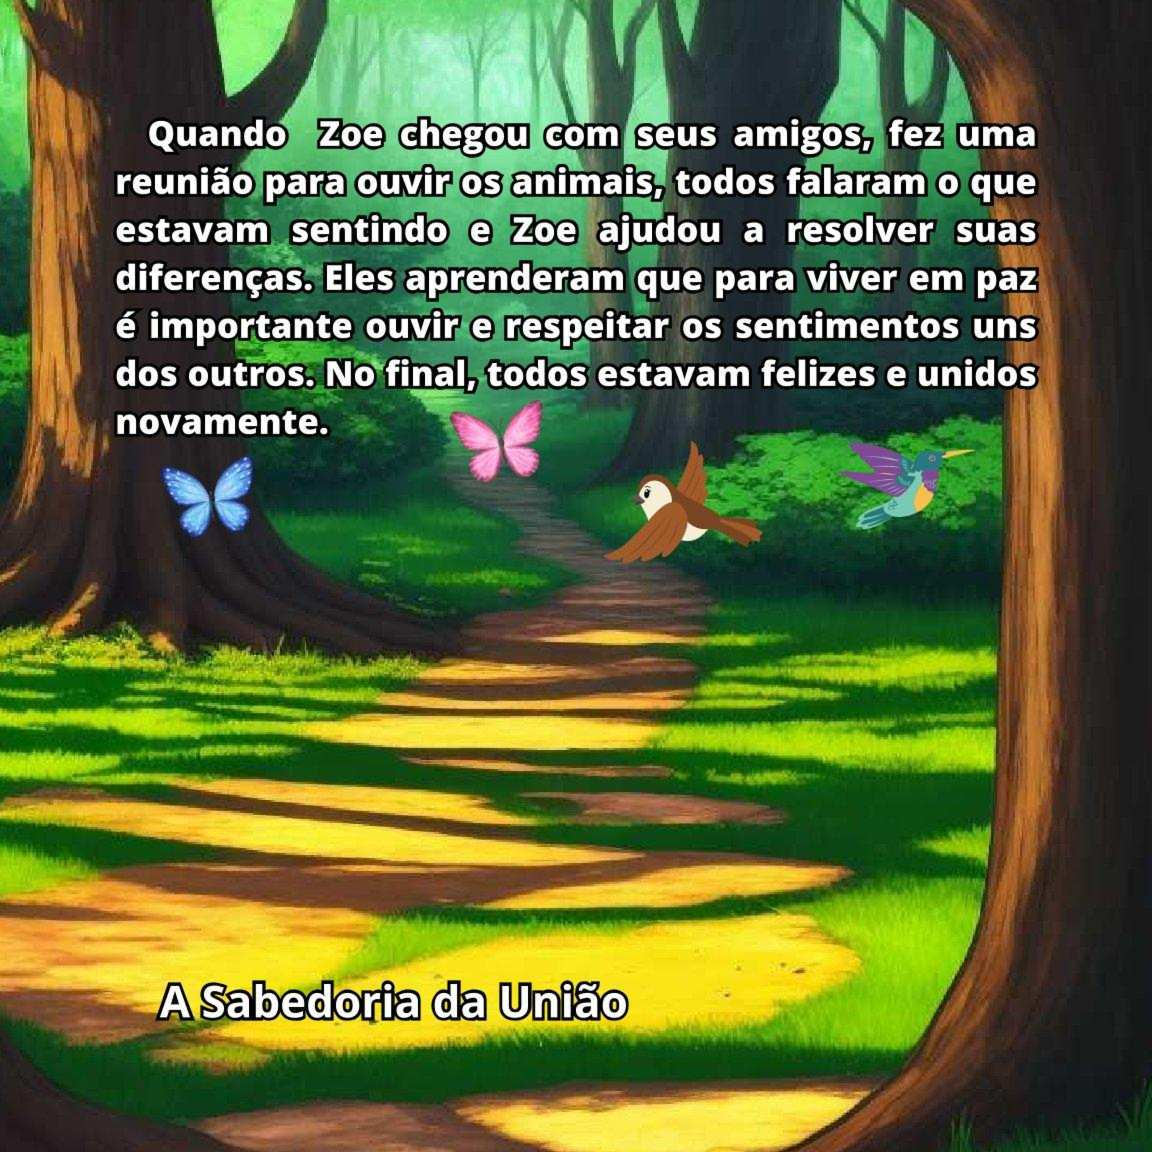 Quando Zoe chegou com seus amigos, fez uma
reunião para ouvir os animais, todos falaram o que
estavam sentindo e Zoe ajudou a resolver suas
diferenças. Eles aprenderam que para viver em paz
é importante ouvir e respeitar os sentimentos uns
dos outros. No final, todos estavam felizes e unidos
novamente.
A Sabedoria da União